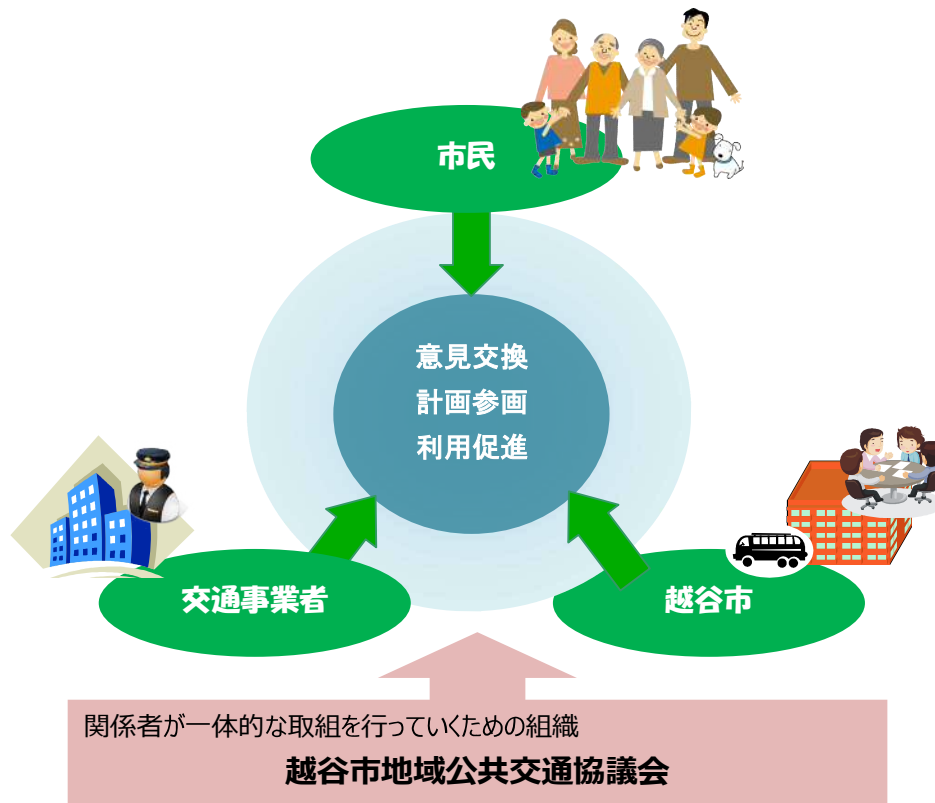 市民
意見交換
計画参画
利用促進
交通事業者
越谷市
関係者が一体的な取組を行っていくための組織
越谷市地域公共交通協議会